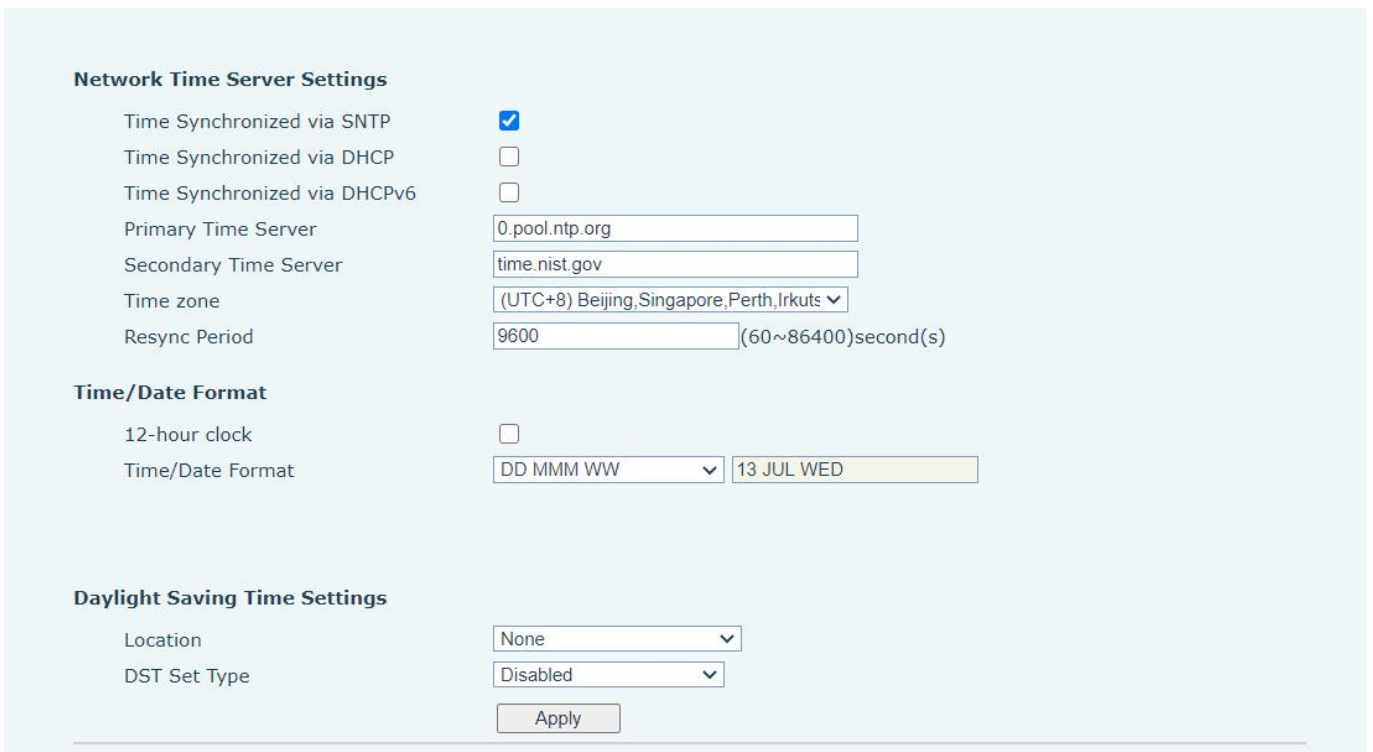 Network Time Server Settings
Time Synchronized via SNTP
Time Synchronized via DHCP
Time Synchronized via DHCPv6
Primary Time Server 0.pool.ntp.org
Secondary Time Server time.nist.gov
Time zone (UTC+8) Beijing,Singapore,Perth,Irkuts
Resync Period 9600 (60~86400)second(s)
Time/Date Format
12-hour clock
Time/Date Format DD MMM WW 13 JUL WED
Daylight Saving Time Settings
Location None
DST Set Type Disabled
Apply